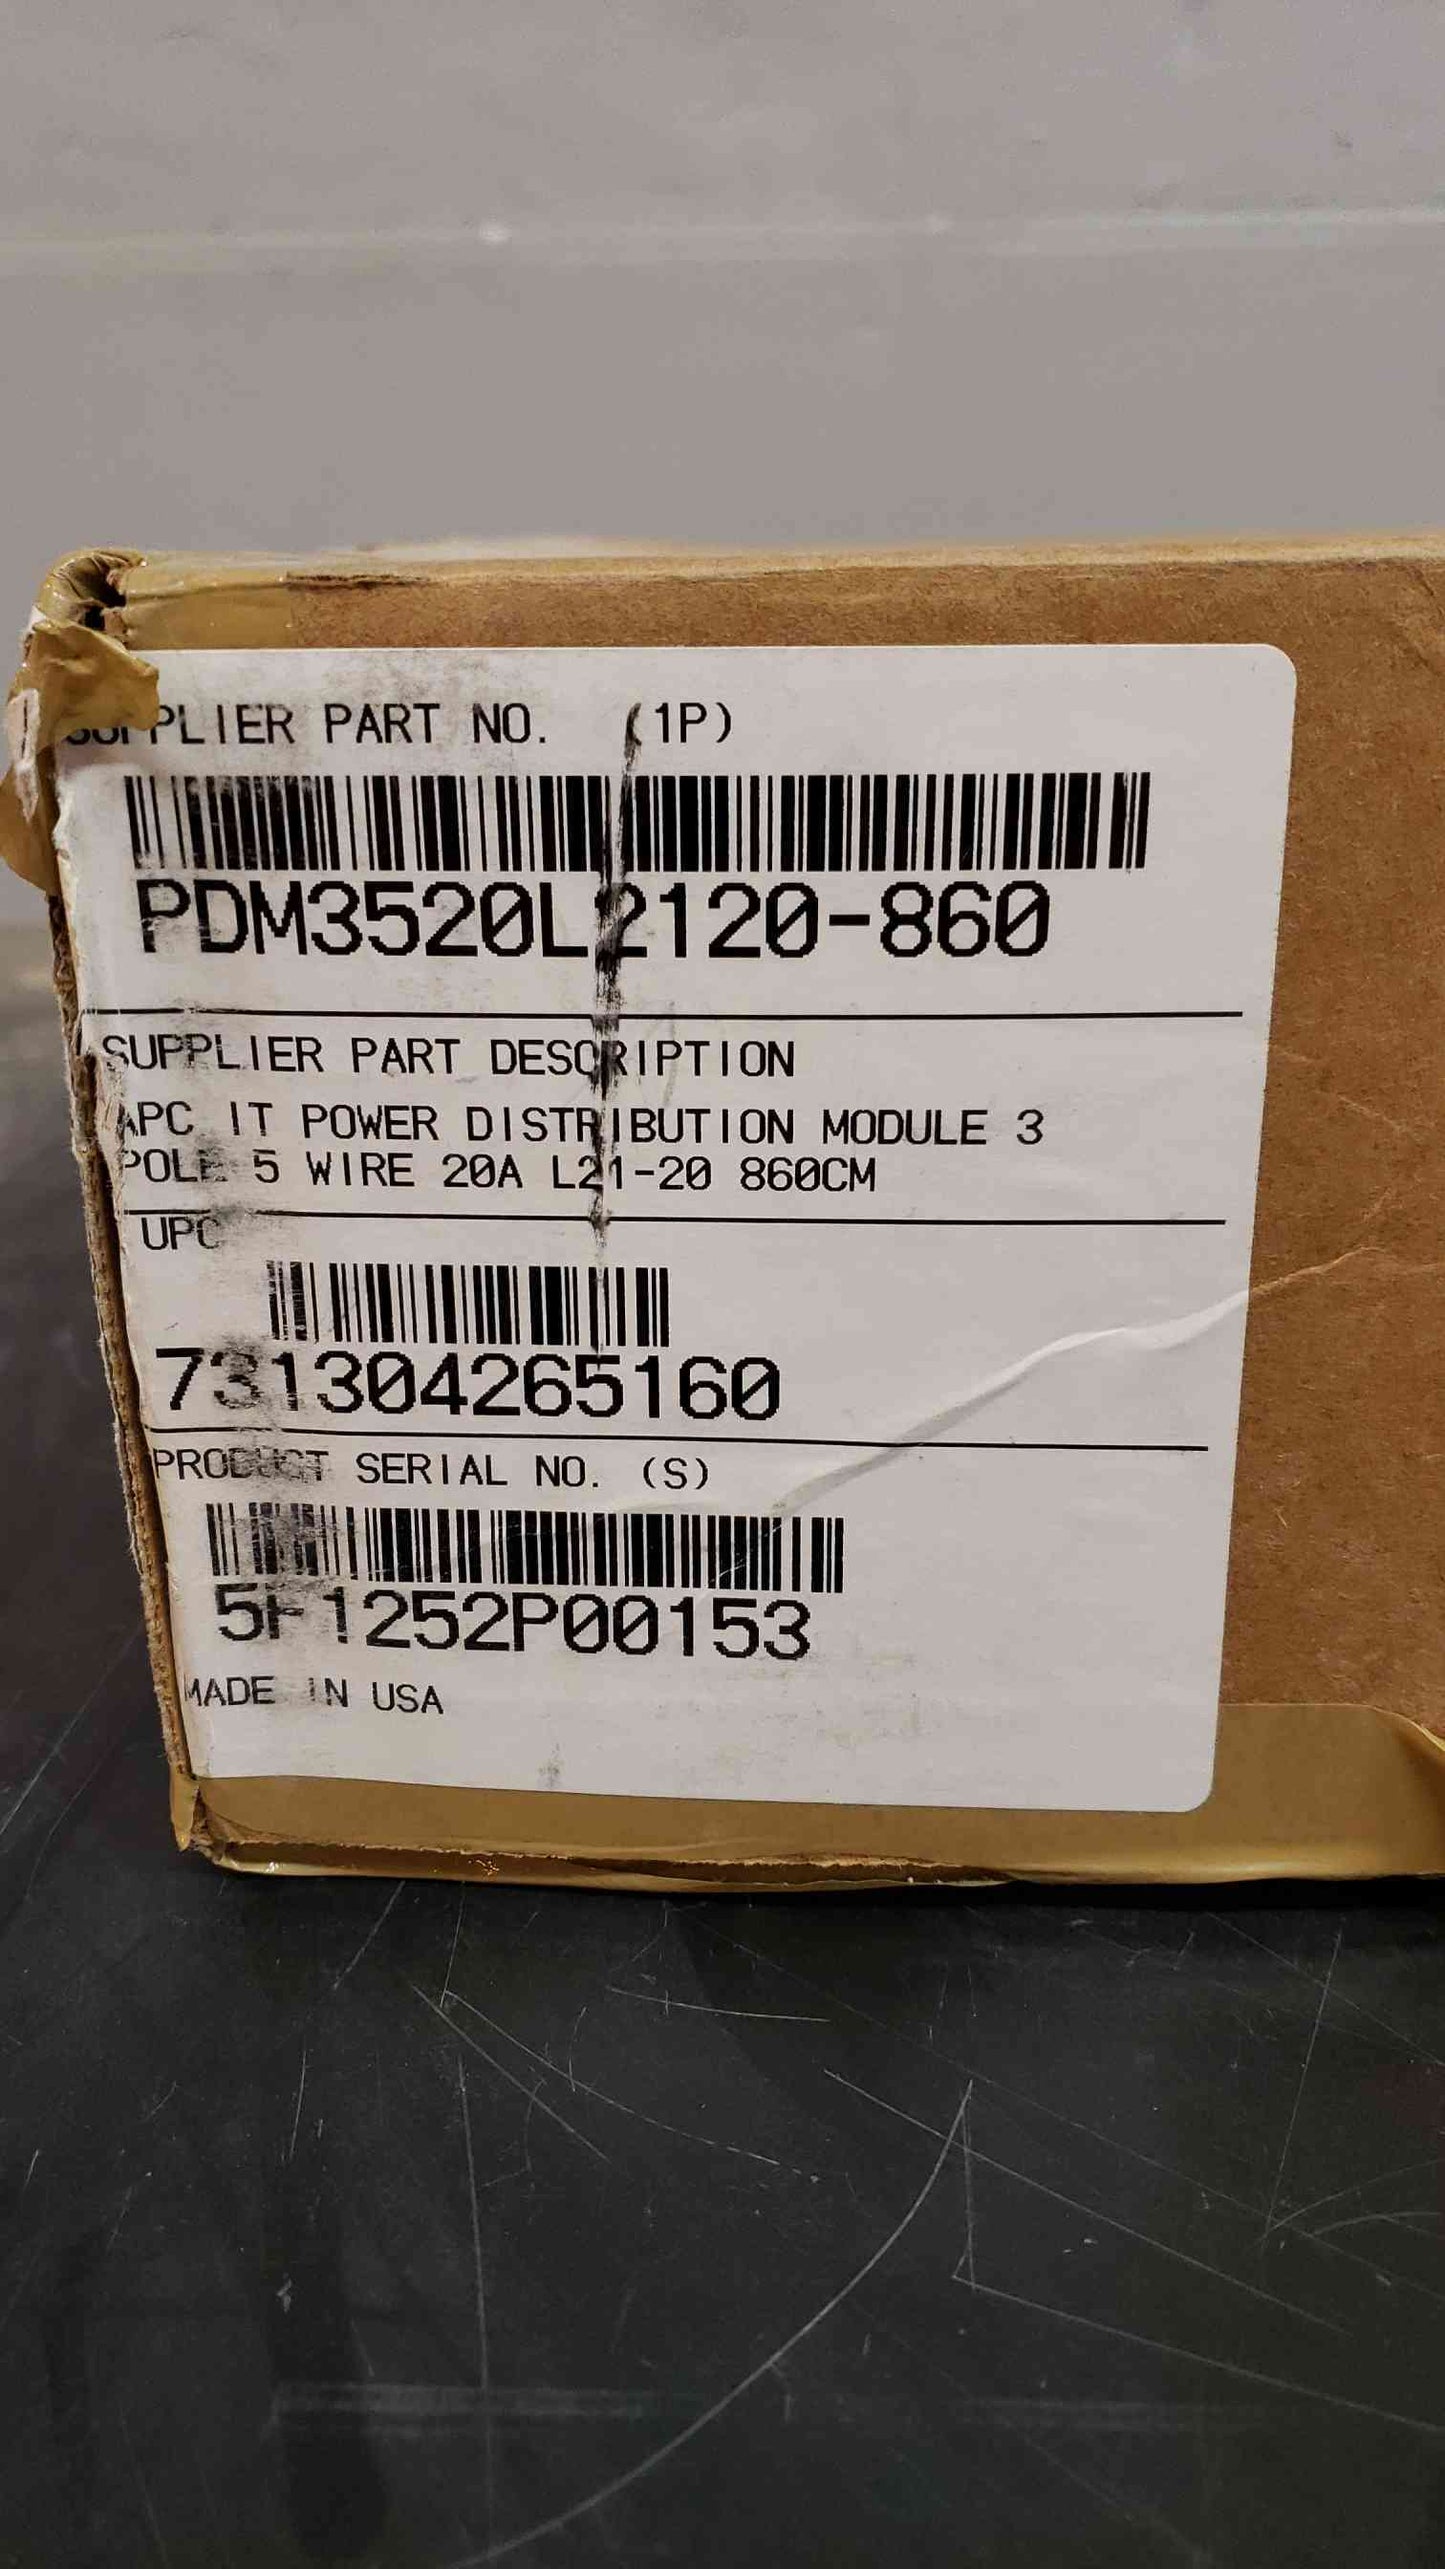 SUPPLIER PART NO. (1P)
PDM3520L2120-860
SUPPLIER PART DESCRIPTION
APC IT POWER DISTRIBUTION MODULE 3
POLE 5 WIRE 20A L21-20 860CM
UPC
731304265160
PRODUCT SERIAL NO. (S)
5F1252P00153
MADE IN USA